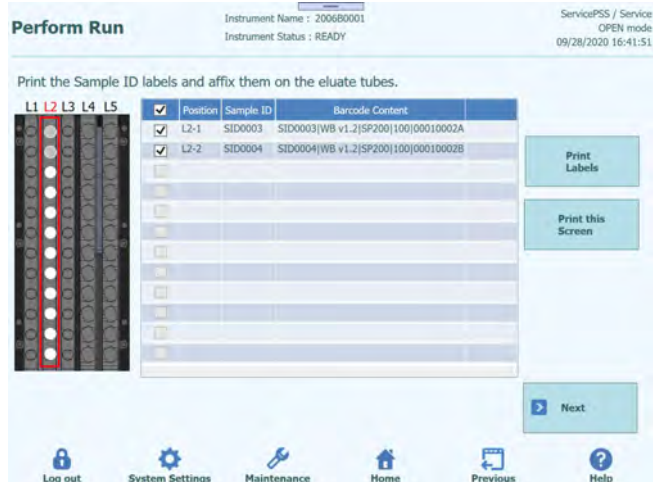 Perform Run
Instrument Name : 2006B0001
Instrument Status : READY
ServicePSS / Service
OPEN mode
09/28/2020 16:41:51
Print the Sample ID labels and affix them on the eluate tubes.
L1 L2 L3 L4 L5
Position Sample ID Barcode Content
L2-1 SID0003 SID0003|WB v1.2|SP200|100|00010002A
L2-2 SID0004 SID0004|WB v1.2|SP200|100|00010002B
Print
Labels
Print this
Screen
Next
Log out System Settings Maintenance Home Previous Help